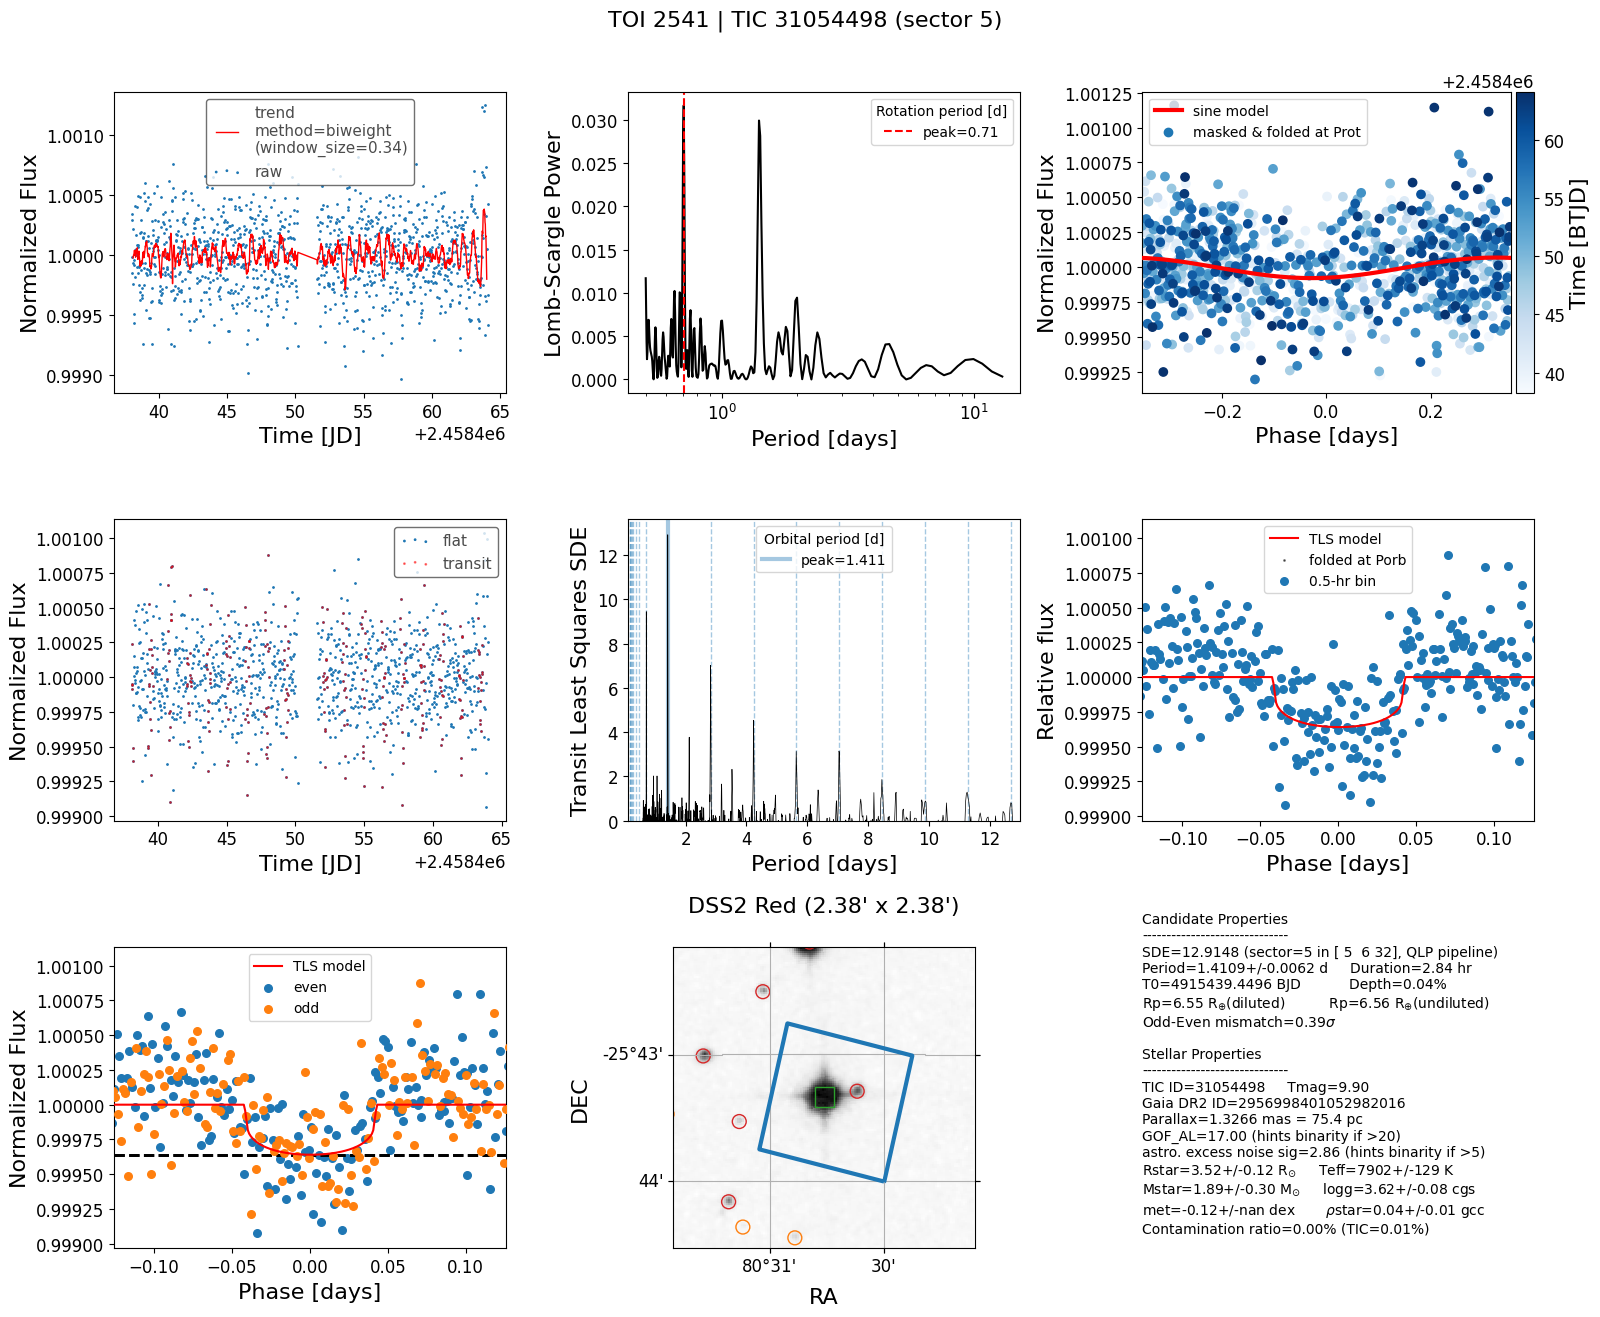 TOI 2541 | TIC 31054498 (sector 5)
Normalized Flux
1.0010
1.0005
1.0000
0.9995
0.9990
trend
method=biweight
(window_size=0.34)
raw
40 45 50 55 60 65
Time [JD]
+2.4584e6
Lomb-Scargle Power
0.030
0.025
0.020
0.015
0.010
0.005
0.000
Rotation period [d]
peak=0.71
10^0 10^1
Period [days]
Normalized Flux
1.00125
1.00100
1.00075
1.00050
1.00025
1.00000
0.99975
0.99950
0.99925
sine model
masked & folded at Prot
−0.2 0.0 0.2
Phase [days]
+2.4584e6
60
55
50
45
40
Time [BTJD]
Normalized Flux
1.00100
1.00075
1.00050
1.00025
1.00000
0.99975
0.99950
0.99925
0.99900
flat
transit
40 45 50 55 60 65
Time [JD]
+2.4584e6
Transit Least Squares SDE
12
10
8
6
4
2
0
Orbital period [d]
peak=1.411
2 4 6 8 10 12
Period [days]
Relative flux
1.00100
1.00075
1.00050
1.00025
1.00000
0.99975
0.99950
0.99925
0.99900
TLS model
folded at Porb
0.5-hr bin
−0.10 −0.05 0.00 0.05 0.10
Phase [days]
Normalized Flux
1.00100
1.00075
1.00050
1.00025
1.00000
0.99975
0.99950
0.99925
0.99900
TLS model
even
odd
−0.10 −0.05 0.00 0.05 0.10
Phase [days]
DSS2 Red (2.38' x 2.38')
DEC
-25°43'
44'
80°31' 30'
RA
Candidate Properties
------------------------------
SDE=12.9148 (sector=5 in [ 5  6 32], QLP pipeline)
Period=1.4109+/-0.0062 d Duration=2.84 hr
T0=4915439.4496 BJD Depth=0.04%
Rp=6.55 R⊕(diluted) Rp=6.56 R⊕(undiluted)
Odd-Even mismatch=0.39σ
Stellar Properties
------------------------------
TIC ID=31054498 Tmag=9.90
Gaia DR2 ID=2956998401052982016
Parallax=1.3266 mas = 75.4 pc
GOF_AL=17.00 (hints binarity if >20)
astro. excess noise sig=2.86 (hints binarity if >5)
Rstar=3.52+/-0.12 R⊙ Teff=7902+/-129 K
Mstar=1.89+/-0.30 M⊙ logg=3.62+/-0.08 cgs
met=-0.12+/-nan dex ρstar=0.04+/-0.01 gcc
Contamination ratio=0.00% (TIC=0.01%)